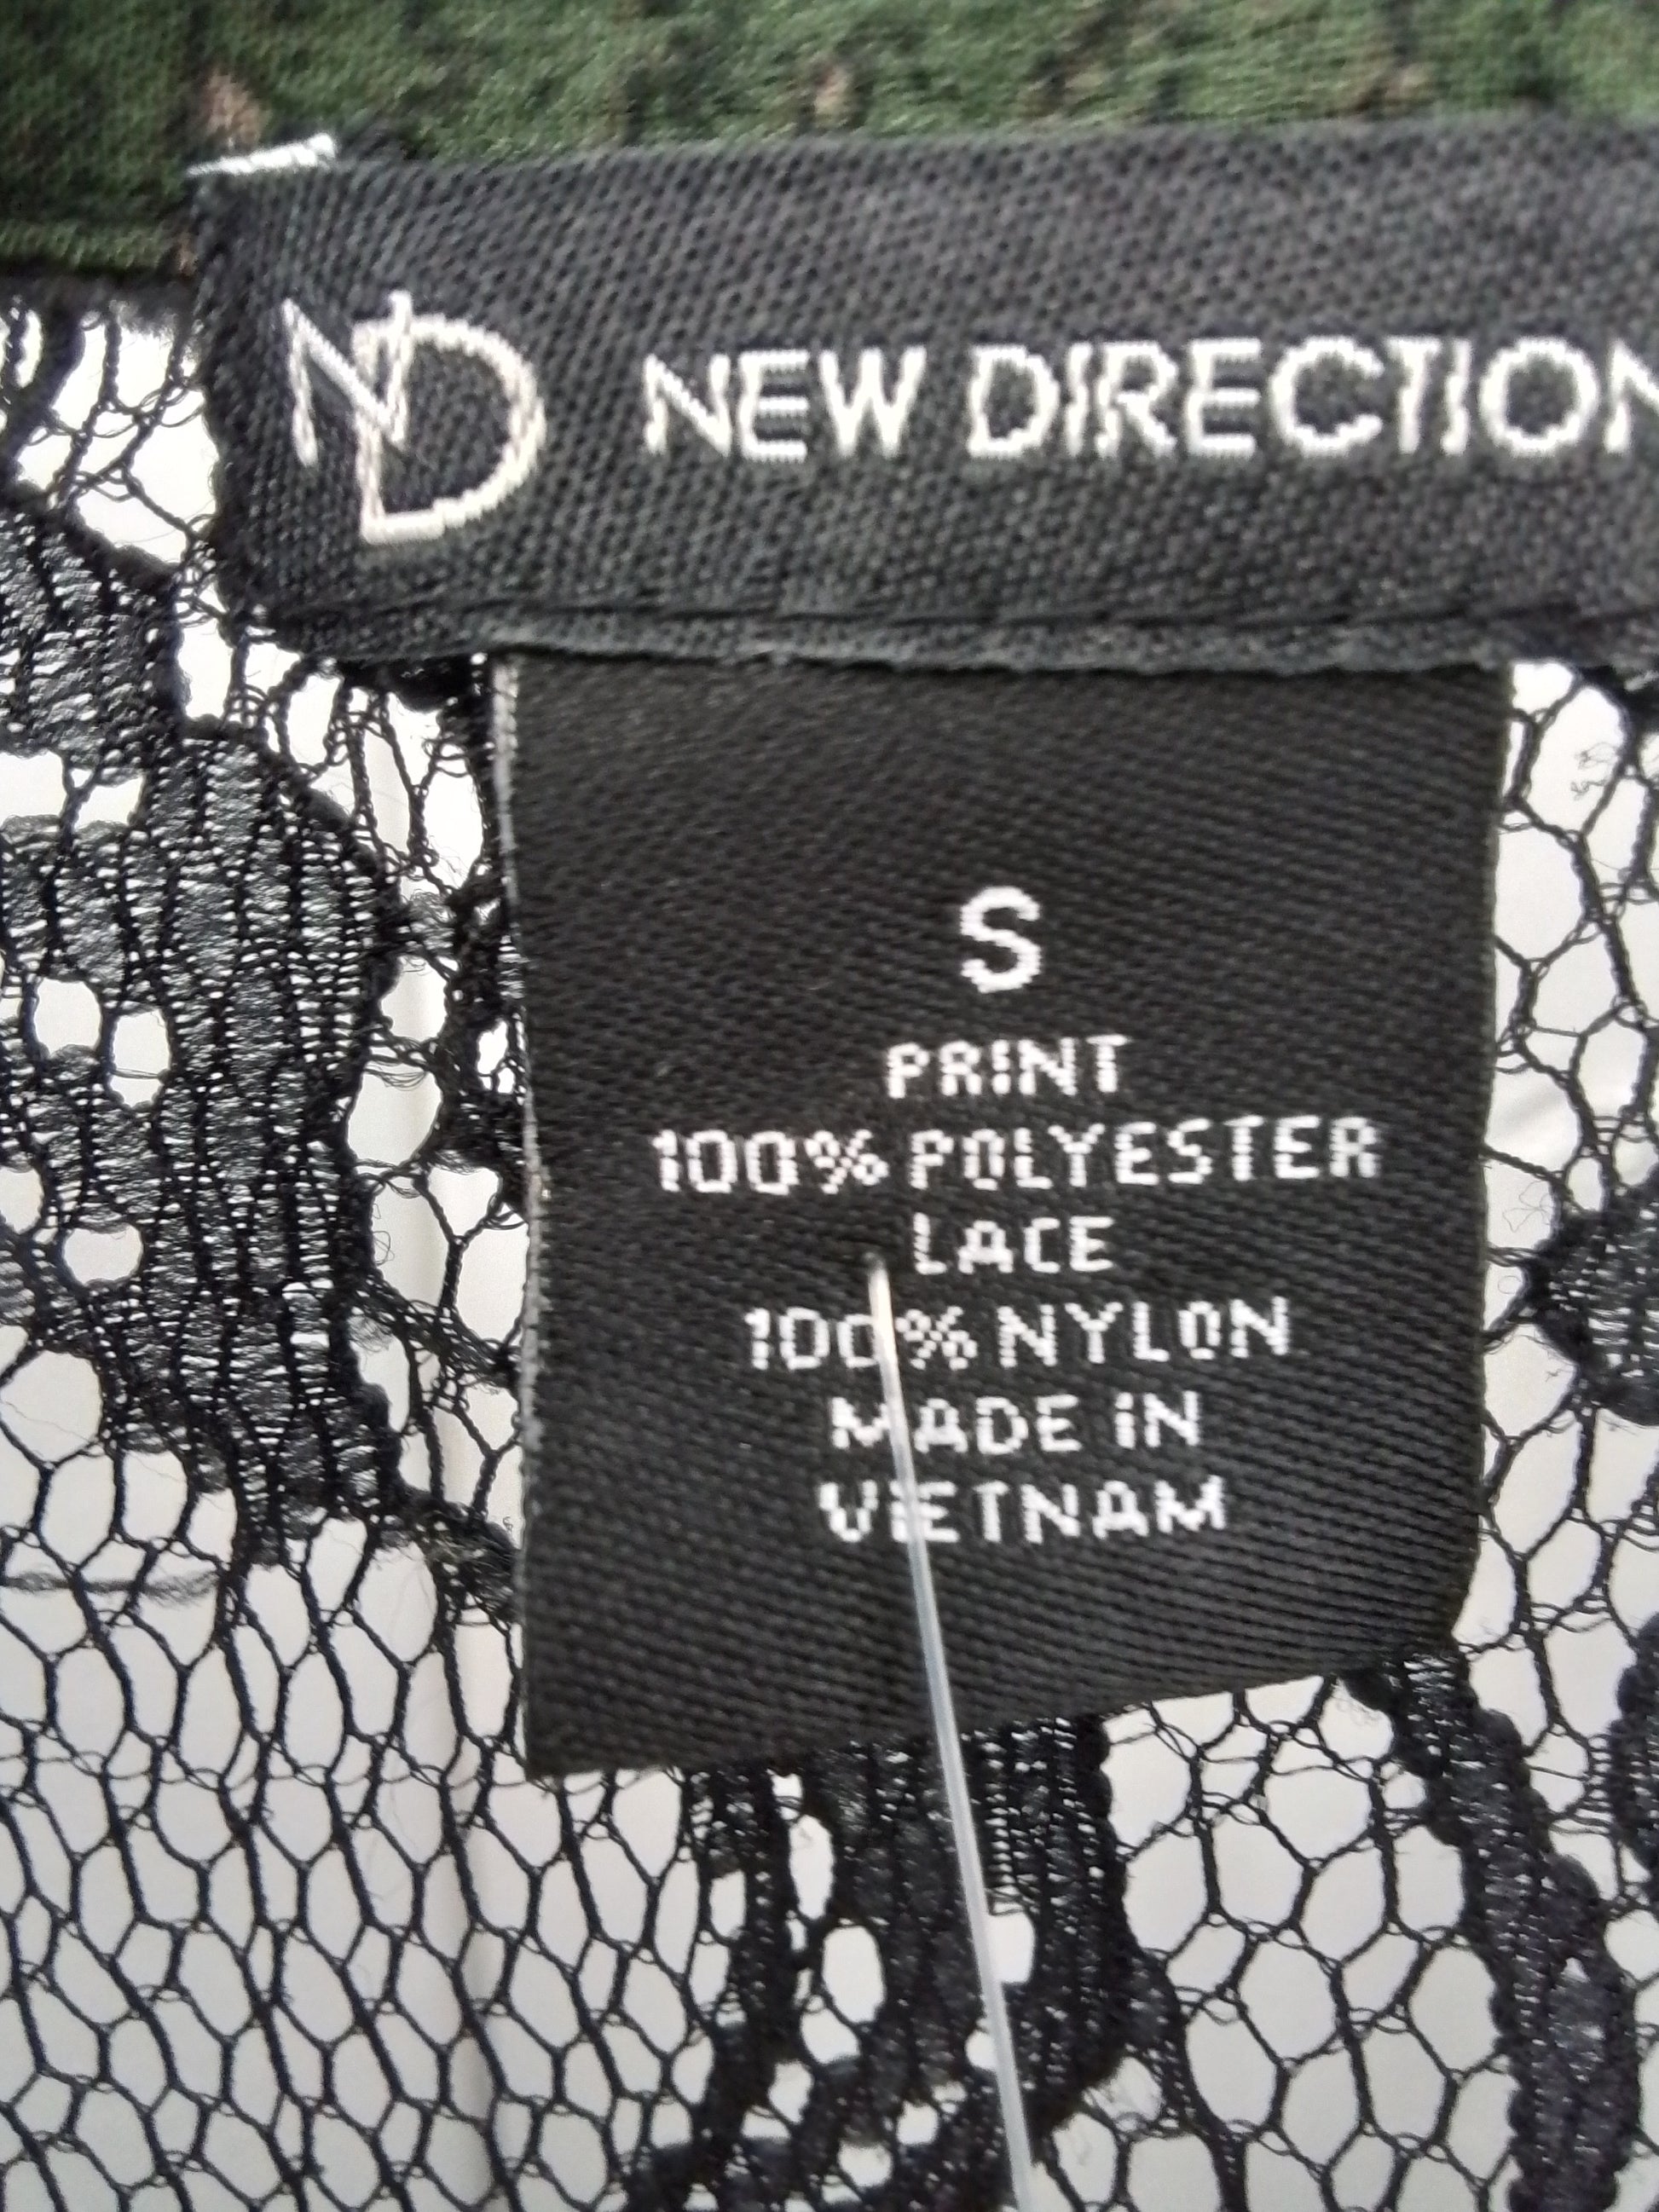 ND NEW DIRECTION
S
PRINT
100% POLYESTER
LACE
100% NYLON
MADE IN
VIETNAM